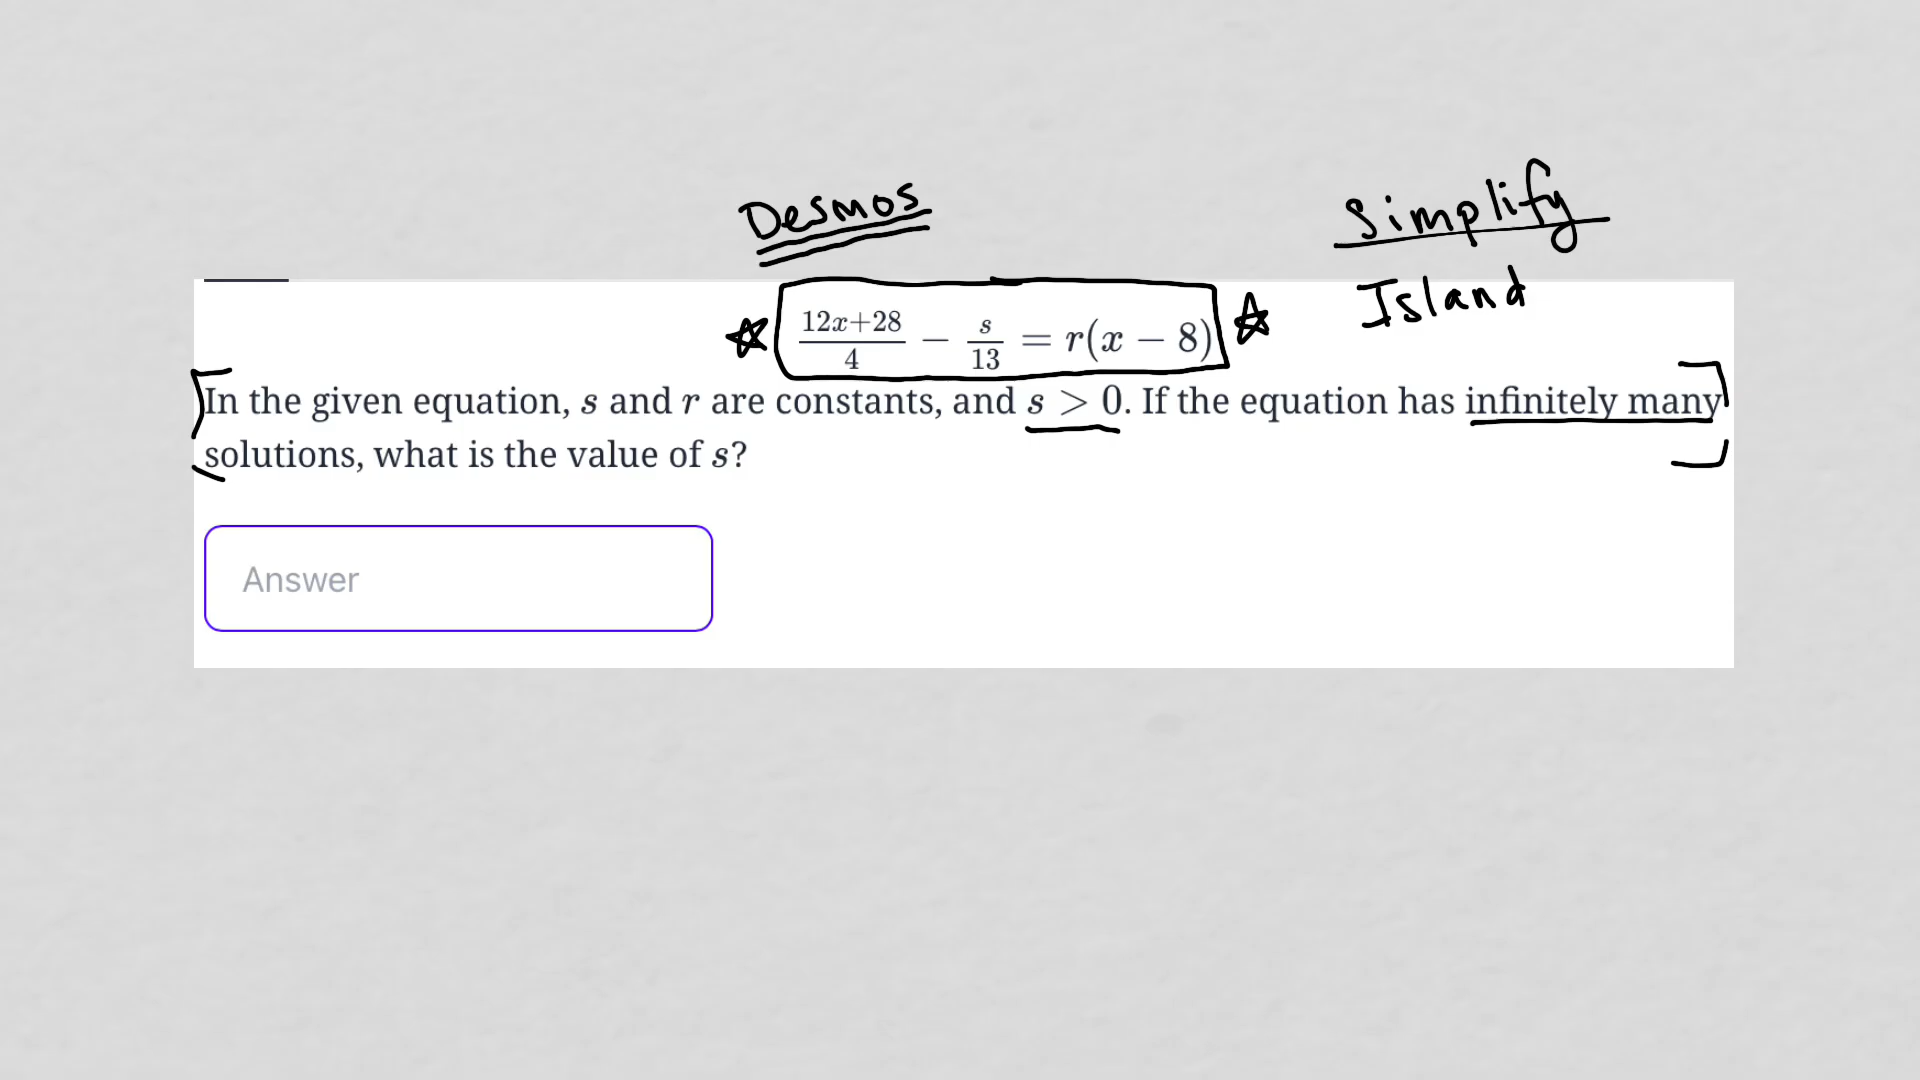 Desmos
Simplify
Island
(12x+28)/4 − s/13 = r(x − 8)
In the given equation, s and r are constants, and s > 0. If the equation has infinitely many
solutions, what is the value of s?
Answer